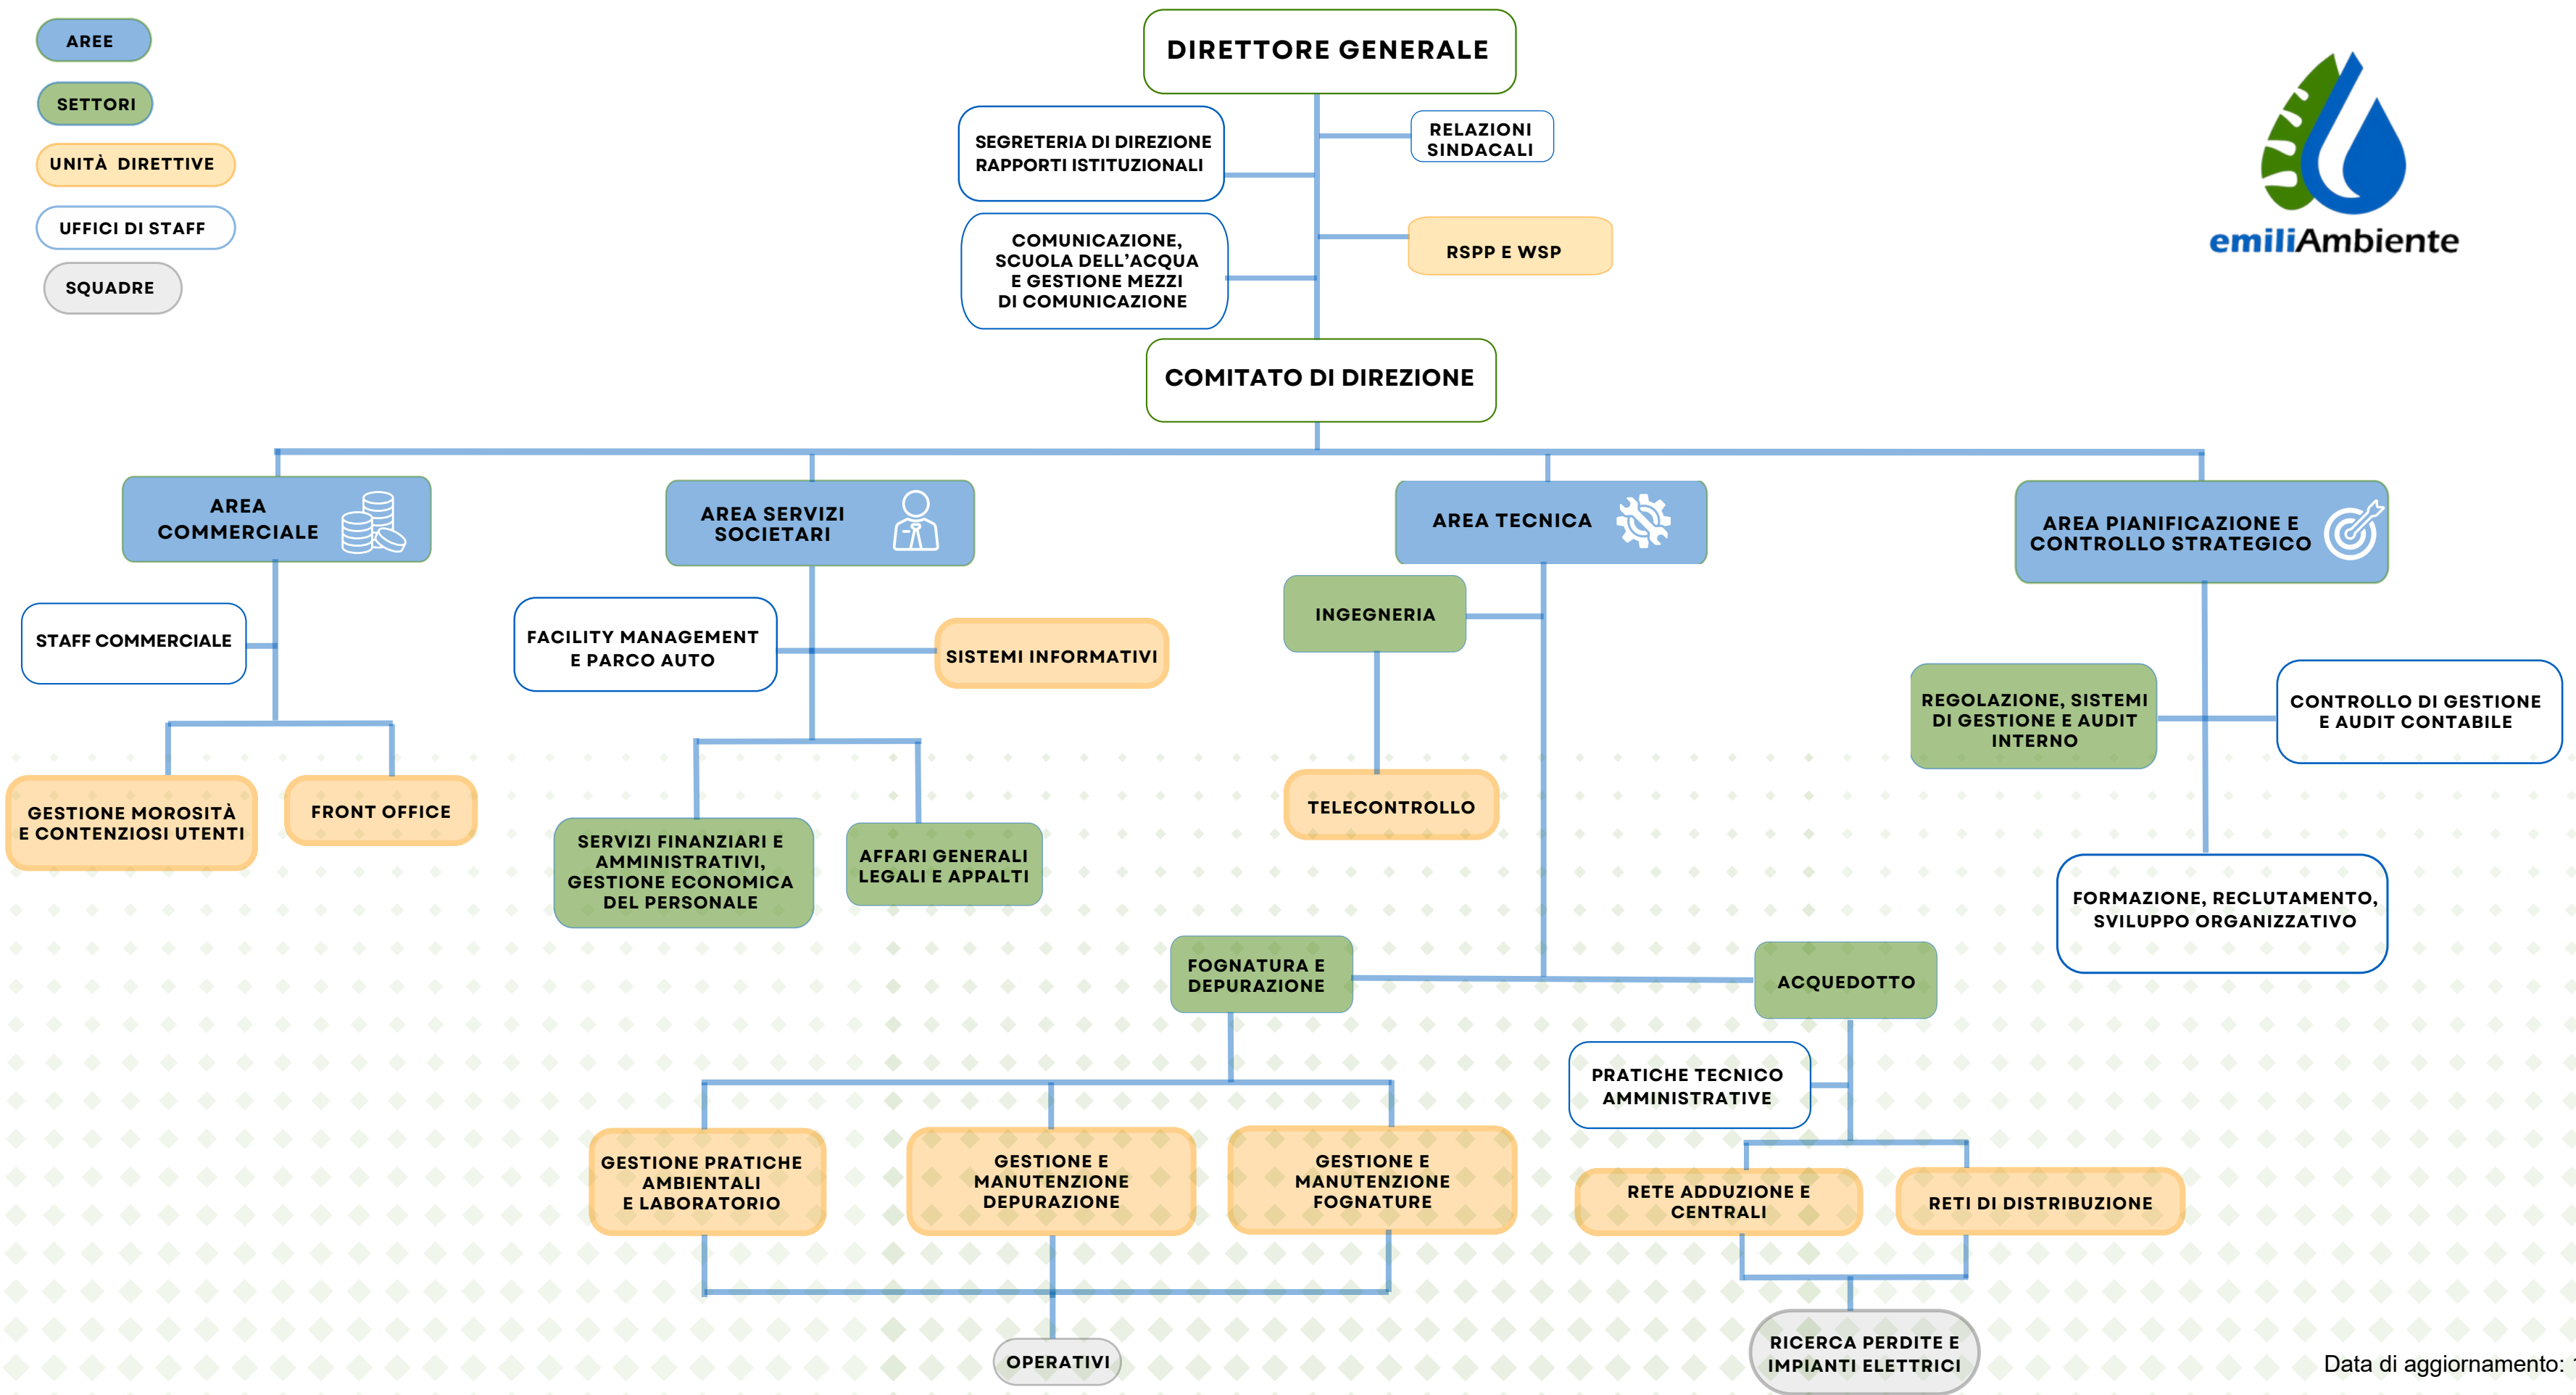 AREE
SETTORI
UNITÀ DIRETTIVE
UFFICI DI STAFF
SQUADRE
DIRETTORE GENERALE
SEGRETERIA DI DIREZIONE
RAPPORTI ISTITUZIONALI
RELAZIONI
SINDACALI
COMUNICAZIONE,
SCUOLA DELL'ACQUA
E GESTIONE MEZZI
DI COMUNICAZIONE
RSPP E WSP
emiliAmbiente
COMITATO DI DIREZIONE
AREA
COMMERCIALE
AREA SERVIZI
SOCIETARI
AREA TECNICA
AREA PIANIFICAZIONE E
CONTROLLO STRATEGICO
STAFF COMMERCIALE
FACILITY MANAGEMENT
E PARCO AUTO
SISTEMI INFORMATIVI
INGEGNERIA
REGOLAZIONE, SISTEMI
DI GESTIONE E AUDIT
INTERNO
CONTROLLO DI GESTIONE
E AUDIT CONTABILE
GESTIONE MOROSITÀ
E CONTENZIOSI UTENTI
FRONT OFFICE
SERVIZI FINANZIARI E
AMMINISTRATIVI,
GESTIONE ECONOMICA
DEL PERSONALE
AFFARI GENERALI
LEGALI E APPALTI
TELECONTROLLO
FORMAZIONE, RECLUTAMENTO,
SVILUPPO ORGANIZZATIVO
FOGNATURA E
DEPURAZIONE
ACQUEDOTTO
PRATICHE TECNICO
AMMINISTRATIVE
GESTIONE PRATICHE
AMBIENTALI
E LABORATORIO
GESTIONE E
MANUTENZIONE
DEPURAZIONE
GESTIONE E
MANUTENZIONE
FOGNATURE
RETE ADDUZIONE E
CENTRALI
RETI DI DISTRIBUZIONE
OPERATIVI
RICERCA PERDITE E
IMPIANTI ELETTRICI
Data di aggiornamento: